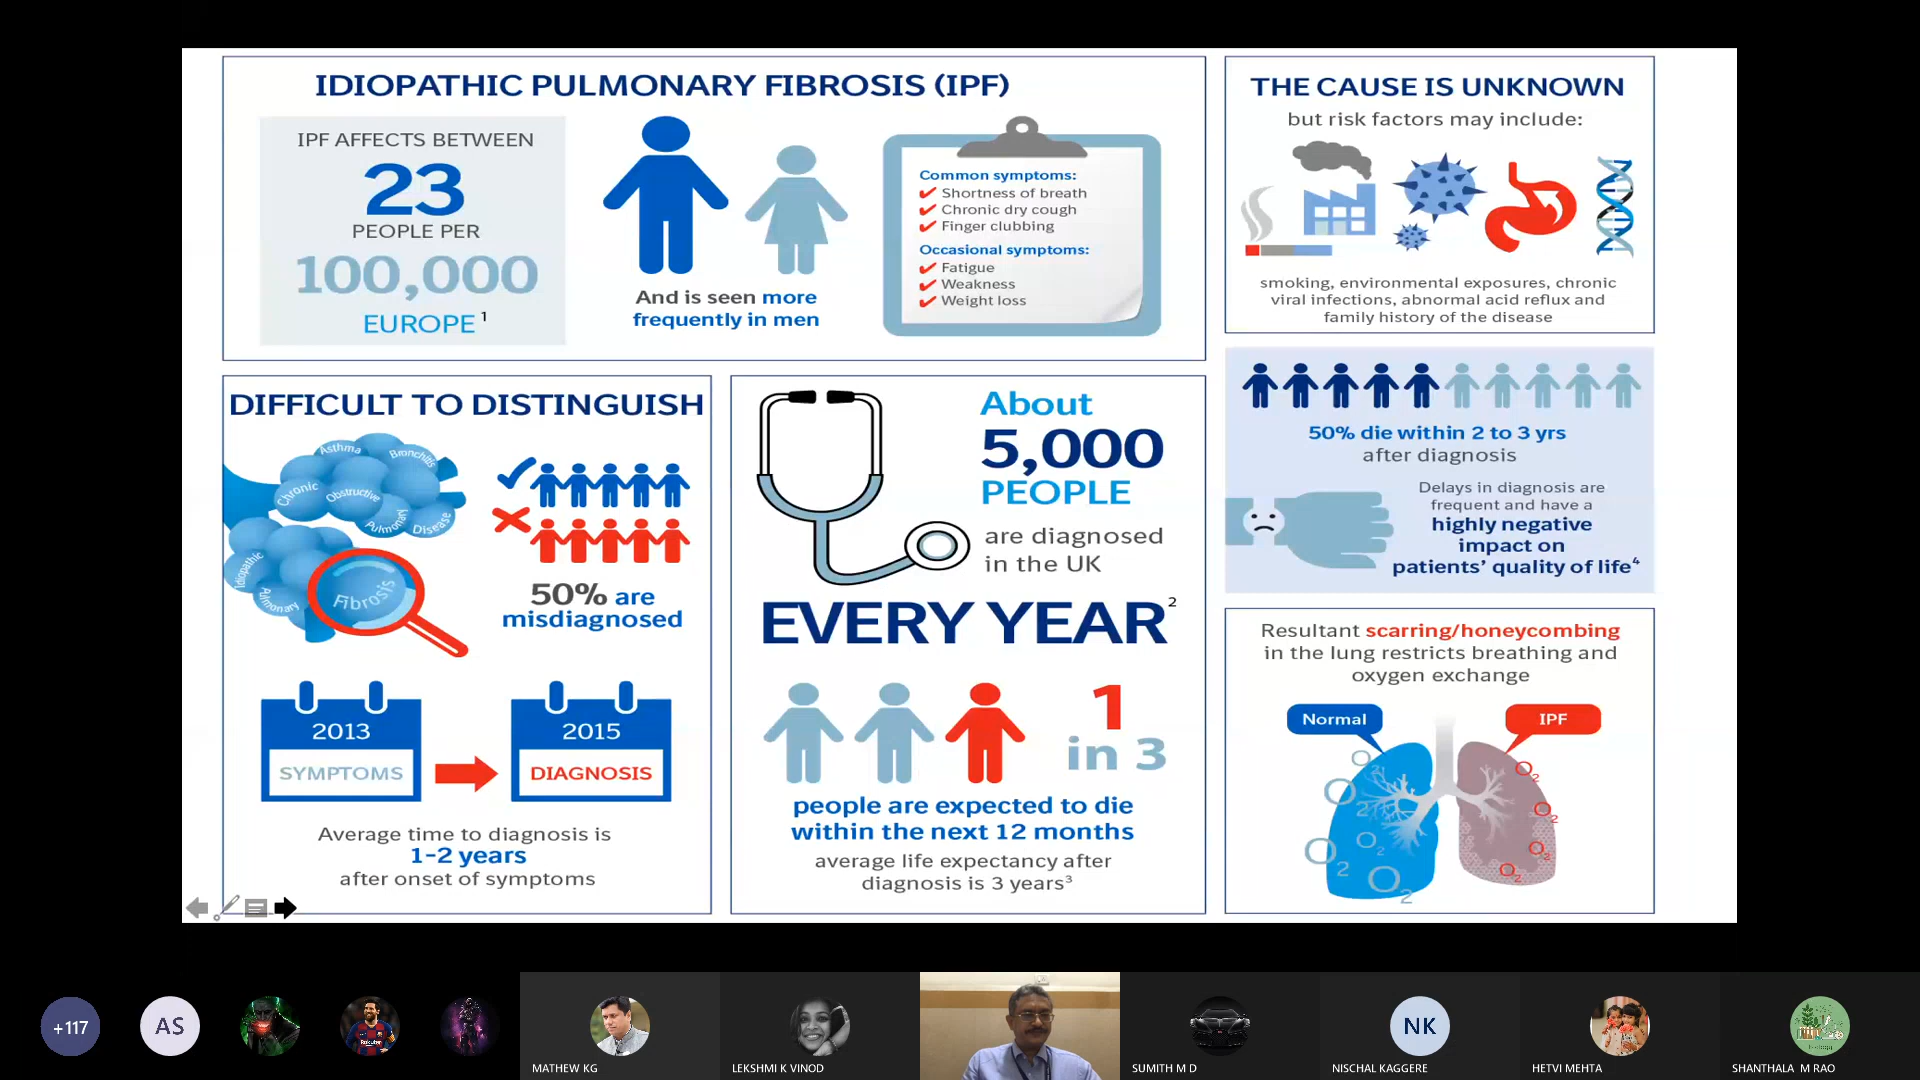 IDIOPATHIC PULMONARY FIBROSIS (IPF)
IPF AFFECTS BETWEEN
23
PEOPLE PER
100,000
EUROPE 1
And is seen more
frequently in men
Common symptoms:
Shortness of breath
Chronic dry cough
Finger clubbing
Occasional symptoms:
Fatigue
Weakness
Weight loss
THE CAUSE IS UNKNOWN
but risk factors may include:
smoking, environmental exposures, chronic
viral infections, abnormal acid reflux and
family history of the disease
DIFFICULT TO DISTINGUISH
Asthma
Bronchitis
Chronic
Obstructive
Pulmonary
Disease
Idiopathic
Pulmonary
Fibrosis
50% are
misdiagnosed
2013
SYMPTOMS
2015
DIAGNOSIS
Average time to diagnosis is
1-2 years
after onset of symptoms
About
5,000
PEOPLE
are diagnosed
in the UK
EVERY YEAR 2
1
in 3
people are expected to die
within the next 12 months
average life expectancy after
diagnosis is 3 years3
50% die within 2 to 3 yrs
after diagnosis
Delays in diagnosis are
frequent and have a
highly negative
impact on
patients' quality of life4
Resultant scarring/honeycombing
in the lung restricts breathing and
oxygen exchange
Normal
IPF
O2
O2
O2
O2
O2
O2
O2
O2
O2
+117
AS
MATHEW KG
LEKSHMI K VINOD
SUMITH M D
NK
NISCHAL KAGGERE
HETVI MEHTA
SHANTHALA M RAO